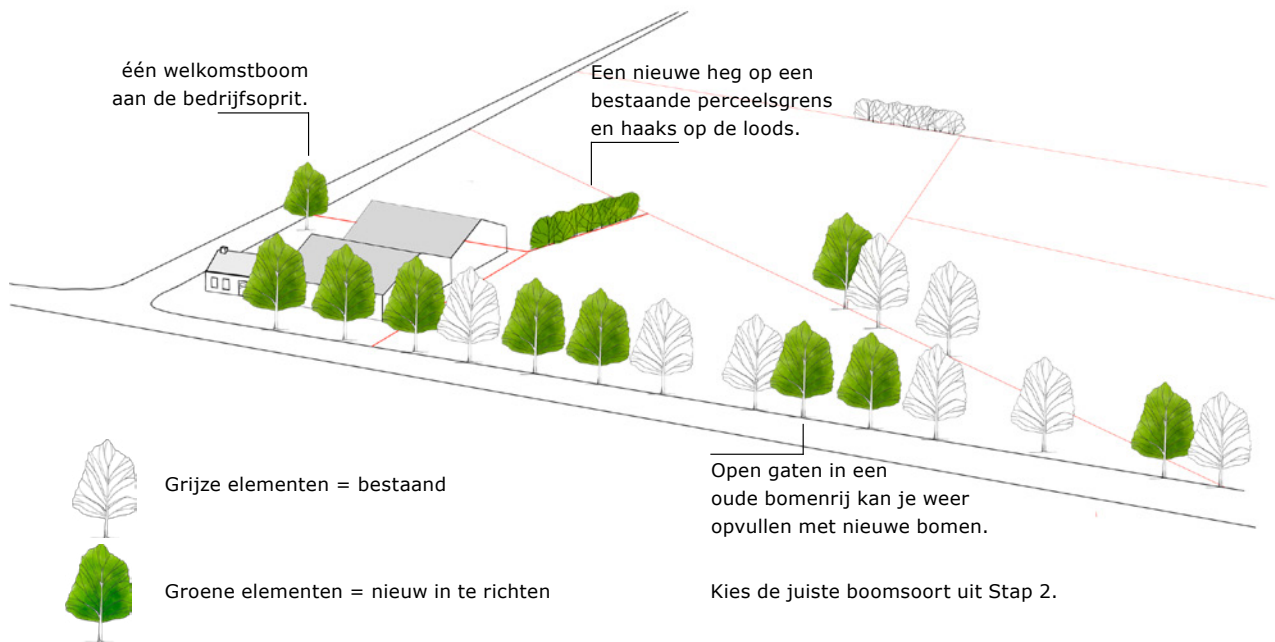 één welkomstboom
aan de bedrijfsoprit.
Een nieuwe heg op een
bestaande perceelsgrens
en haaks op de loods.
Open gaten in een
oude bomenrij kan je weer
opvullen met nieuwe bomen.
Grijze elementen = bestaand
Groene elementen = nieuw in te richten
Kies de juiste boomsoort uit Stap 2.